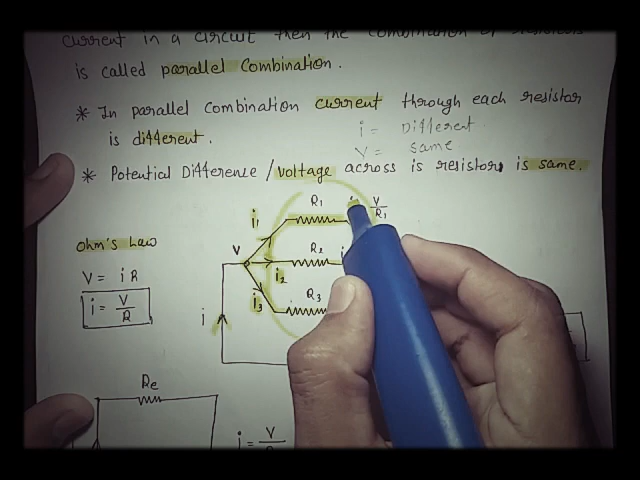 current in a circuit then the combination of resistors
is called parallel Combination.
* In parallel Combination current through each resistor
is different.
i = Different
V = same
* Potential Difference / voltage across is resistors is same.
Ohm's Law
V = iR
i = V/R
i₁ R₁ V/R₁
V i₂ R₂
i i₃ R₃
Re
i = V